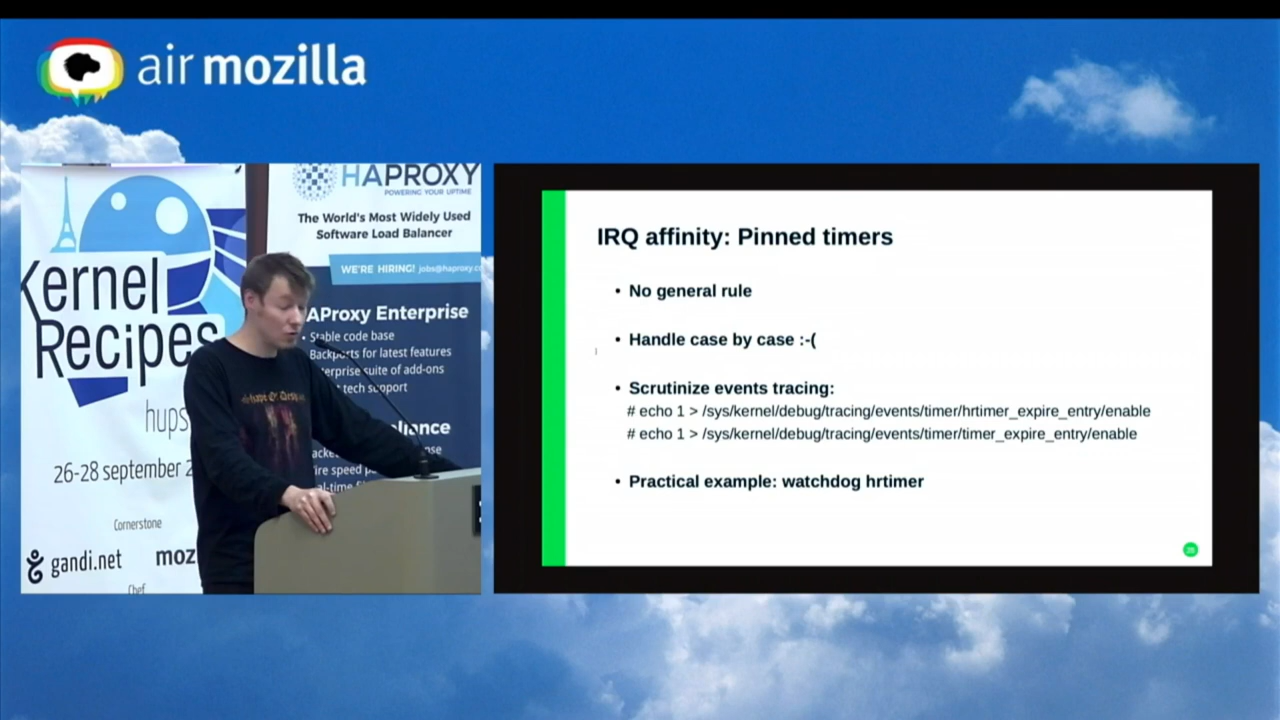 air mozilla
Kernel
Recipes
hups
26-28 september
Cornerstone
gandi.net
moz
Chef
HAPROXY
POWERING YOUR UPTIME
The World's Most Widely Used
Software Load Balancer
WE'RE HIRING! jobs@haproxy.c
AProxy Enterprise
Stable code base
Backports for latest features
erprise suite of add-ons
tech support
liance
IRQ affinity: Pinned timers
• No general rule
• Handle case by case :-(
• Scrutinize events tracing:
# echo 1 > /sys/kernel/debug/tracing/events/timer/hrtimer_expire_entry/enable
# echo 1 > /sys/kernel/debug/tracing/events/timer/timer_expire_entry/enable
• Practical example: watchdog hrtimer